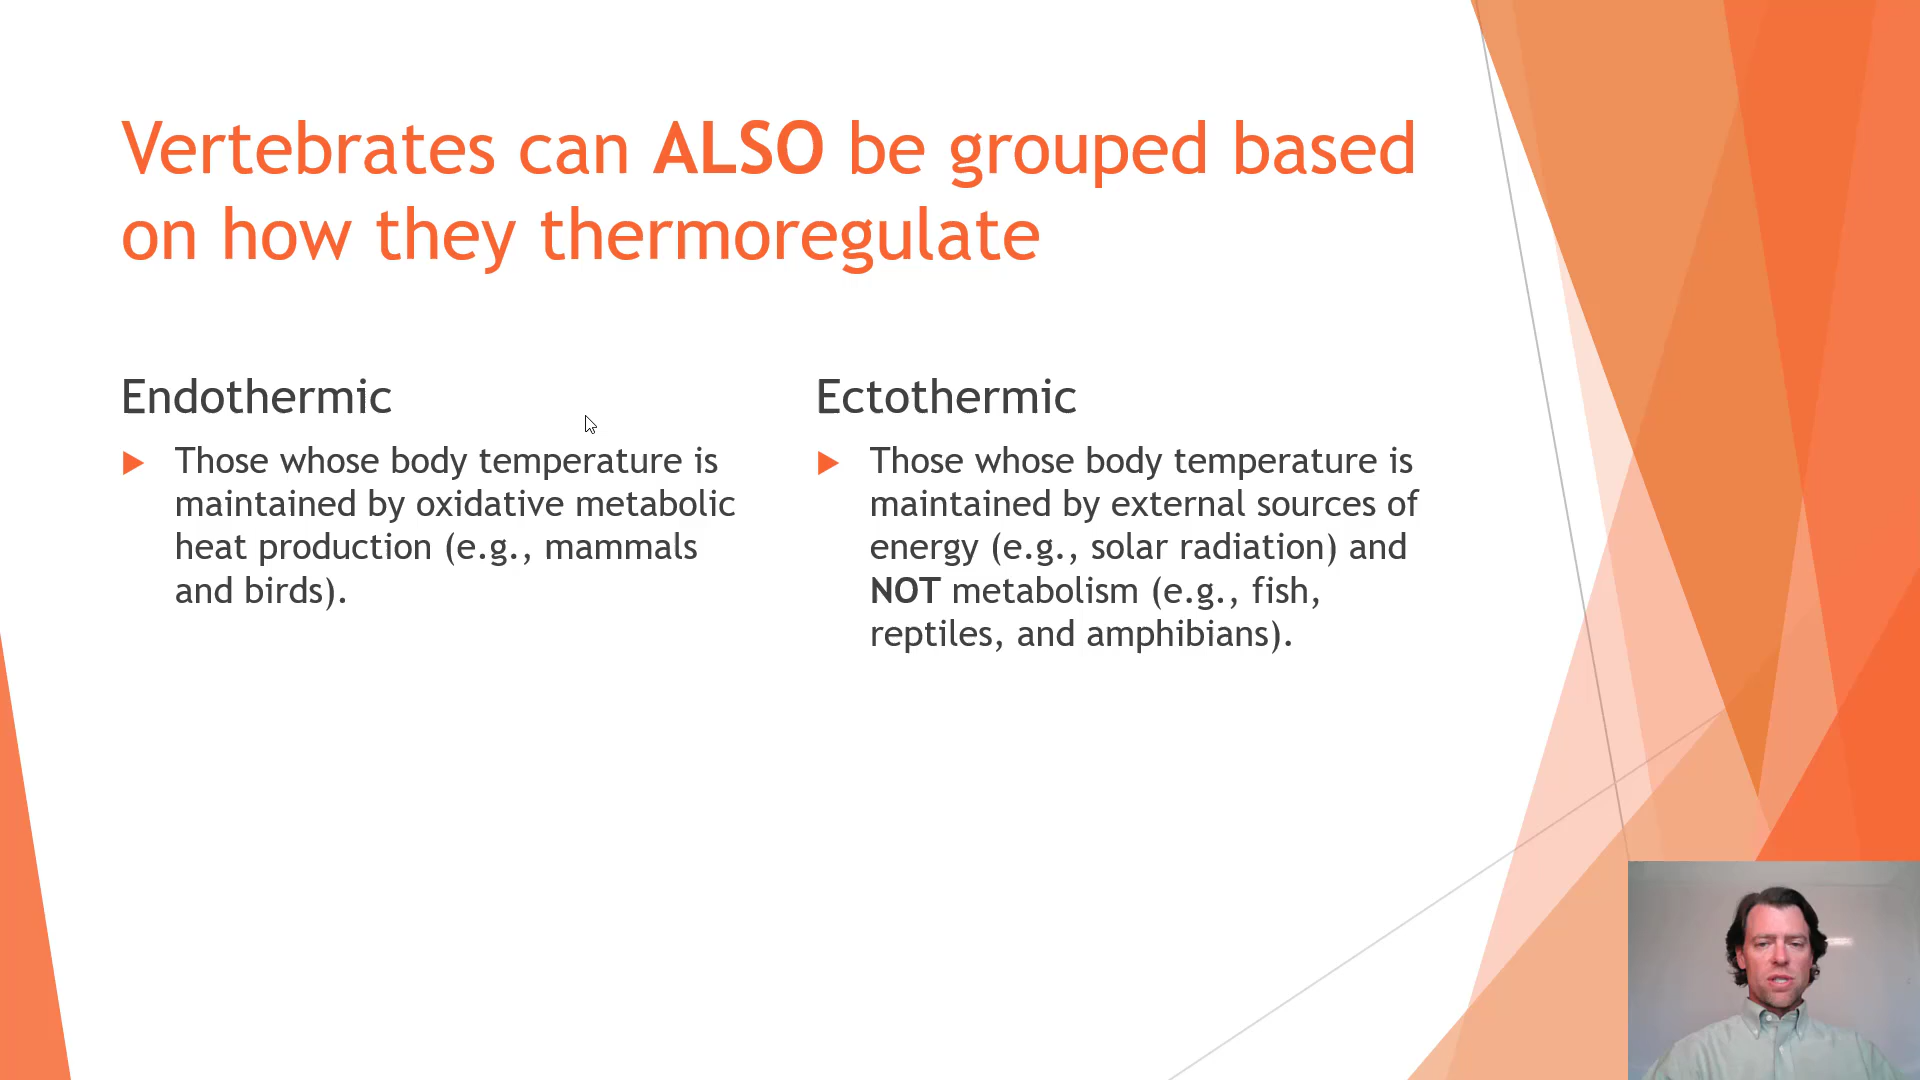 Vertebrates can ALSO be grouped based
on how they thermoregulate
Endothermic
Those whose body temperature is
maintained by oxidative metabolic
heat production (e.g., mammals
and birds).
Ectothermic
Those whose body temperature is
maintained by external sources of
energy (e.g., solar radiation) and
NOT metabolism (e.g., fish,
reptiles, and amphibians).